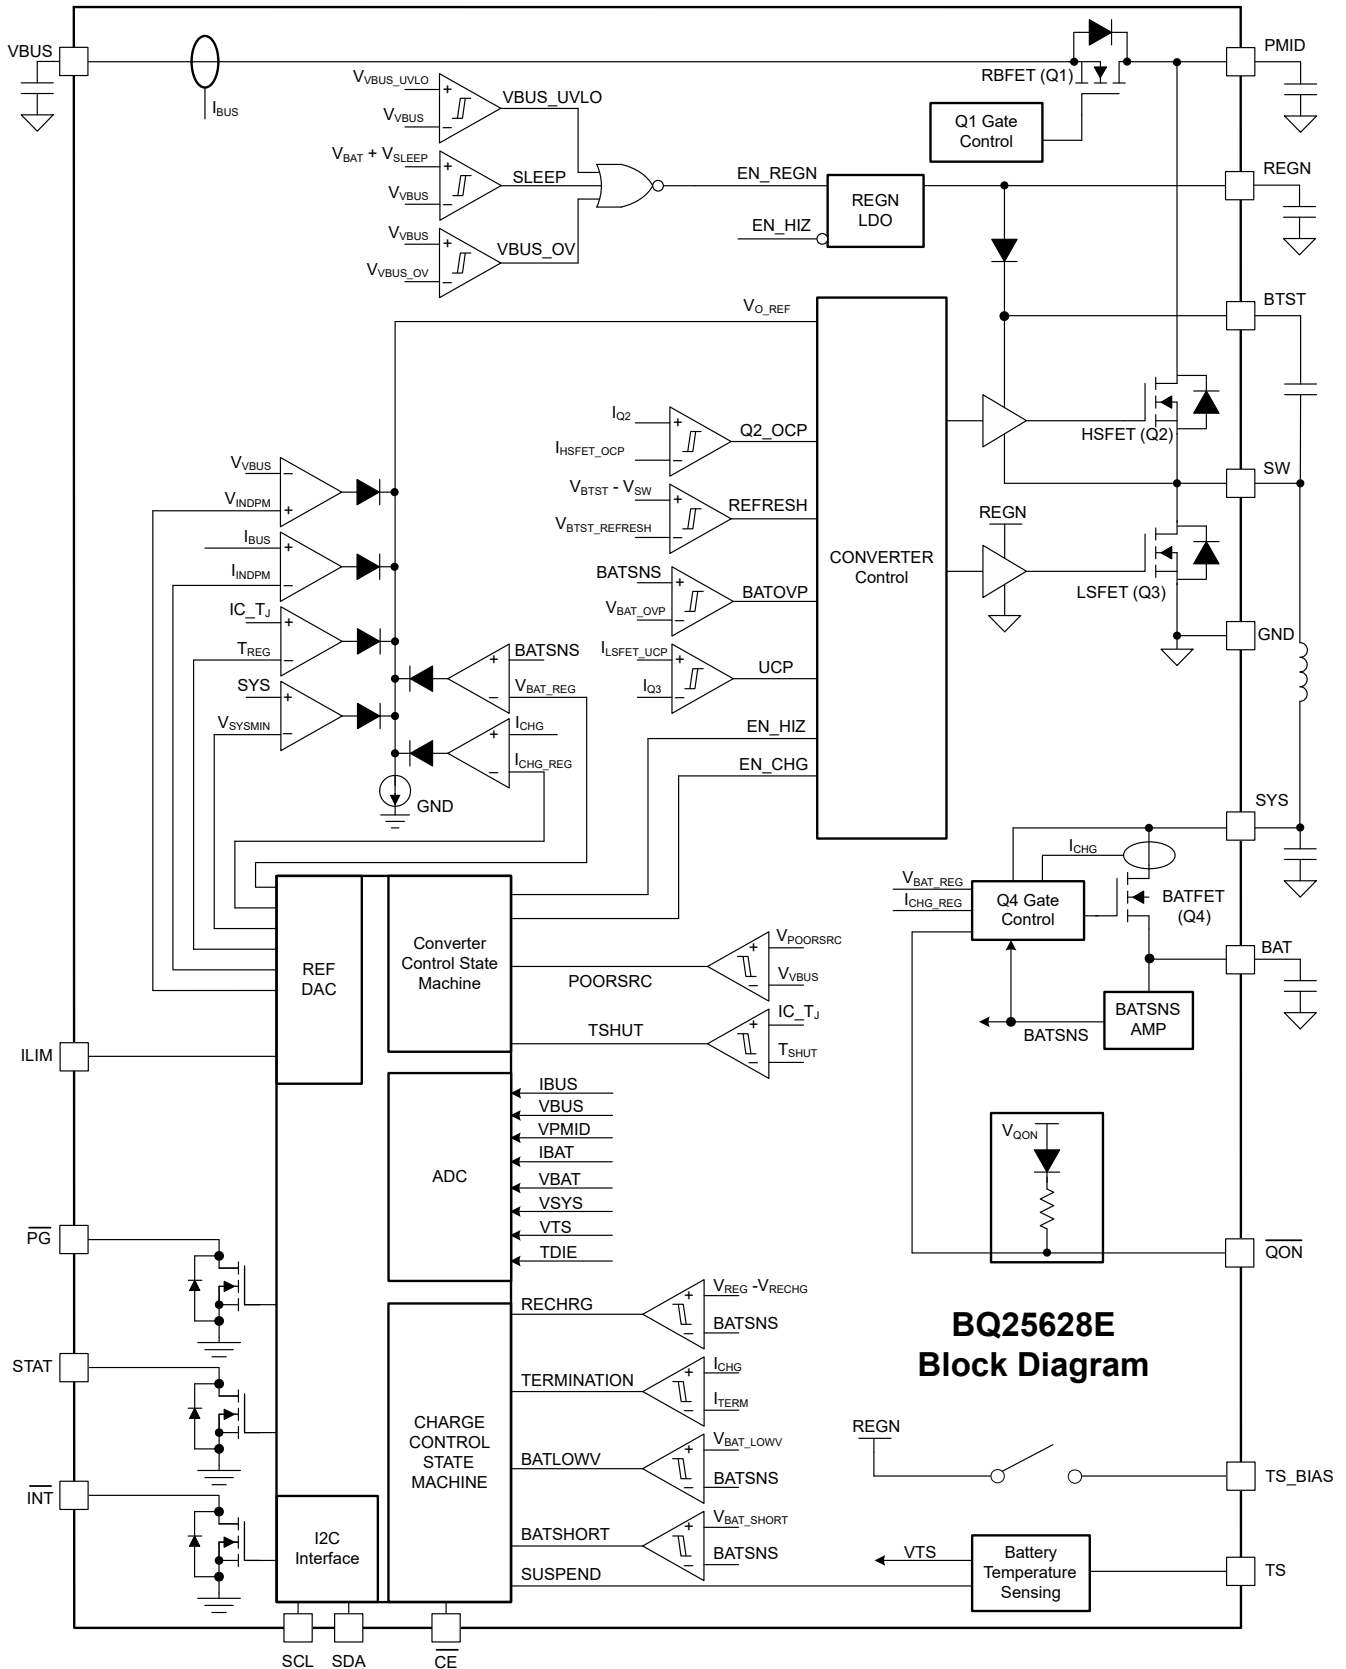 VBUS
IBUS
VVBUS_UVLO
VVBUS
VBUS_UVLO
VBAT + VSLEEP
VVBUS
SLEEP
VVBUS
VVBUS_OV
VBUS_OV
RBFET (Q1)
Q1 Gate
Control
PMID
EN_REGN
EN_HIZ
REGN
LDO
REGN
BTST
VO_REF
CONVERTER
Control
IQ2
IHSFET_OCP
Q2_OCP
VBTST - VSW
VBTST_REFRESH
REFRESH
BATSNS
VBAT_OVP
BATOVP
ILSFET_UCP
IQ3
UCP
EN_HIZ
EN_CHG
HSFET (Q2)
SW
REGN
LSFET (Q3)
GND
VVBUS
VINDPM
IBUS
IINDPM
IC_TJ
TREG
SYS
VSYSMIN
BATSNS
VBAT_REG
ICHG
ICHG_REG
GND
SYS
ICHG
VBAT_REG
ICHG_REG
Q4 Gate
Control
BATFET
(Q4)
BAT
BATSNS
AMP
BATSNS
REF
DAC
Converter
Control State
Machine
POORSRC
VPOORSRC
VVBUS
TSHUT
IC_TJ
TSHUT
ILIM
ADC
IBUS
VBUS
VPMID
IBAT
VBAT
VSYS
VTS
TDIE
VQON
QON
PG
STAT
INT
CHARGE
CONTROL
STATE
MACHINE
RECHRG
VREG -VRECHG
BATSNS
TERMINATION
ICHG
ITERM
BATLOWV
VBAT_LOWV
BATSNS
BATSHORT
VBAT_SHORT
BATSNS
SUSPEND
BQ25628E
Block Diagram
REGN
TS_BIAS
VTS
Battery
Temperature
Sensing
TS
I2C
Interface
SCL
SDA
CE